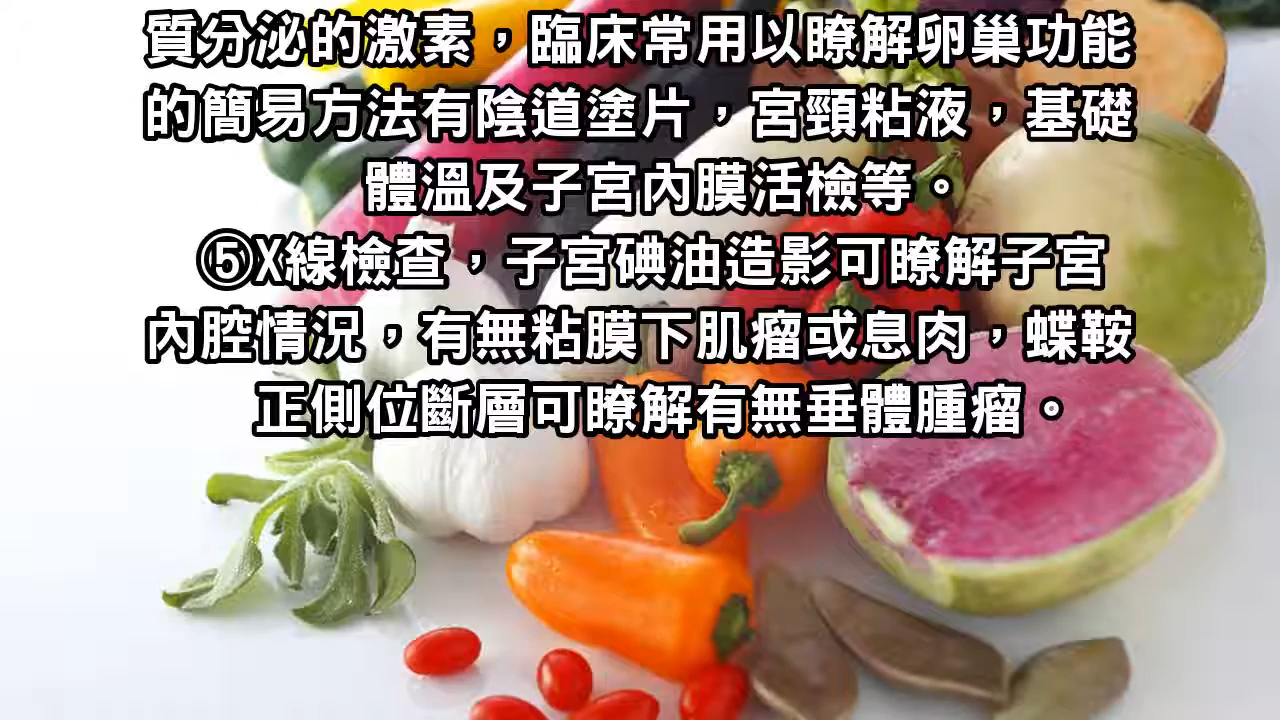 質分泌的激素，臨床常用以瞭解卵巢功能
的簡易方法有陰道塗片，宮頸粘液，基礎
體溫及子宮內膜活檢等。
⑤X線檢查，子宮碘油造影可瞭解子宮
內腔情況，有無粘膜下肌瘤或息肉，蝶鞍
正側位斷層可瞭解有無垂體腫瘤。